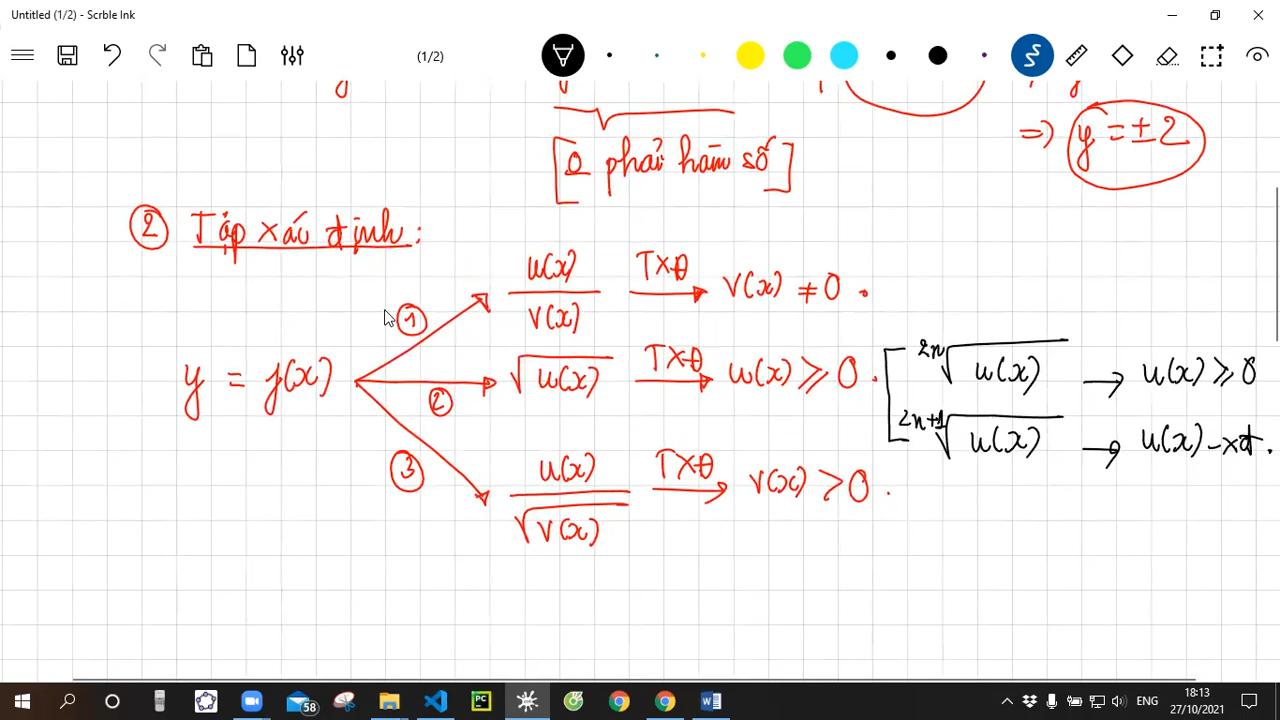 Untitled (1/2) - Scrble Ink
(1/2)
=) y = ± 2
[ O phải hàm số ]
② Tập xác định:
① u(x)/v(x) TXĐ → v(x) ≠ 0.
y = f(x) ② √u(x) TXĐ → u(x) ⩾ 0. [ ²ⁿ√u(x) → u(x) ⩾ 0
²ⁿ⁺¹√u(x) → u(x) - xđ.
③ u(x)/√v(x) TXĐ → v(x) > 0.
58
ENG
18:13
27/10/2021